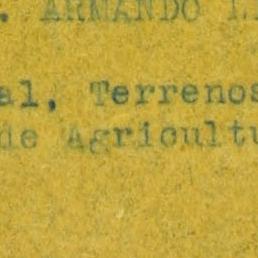 . ARMANDO
al, Terrenos
de Agricultu